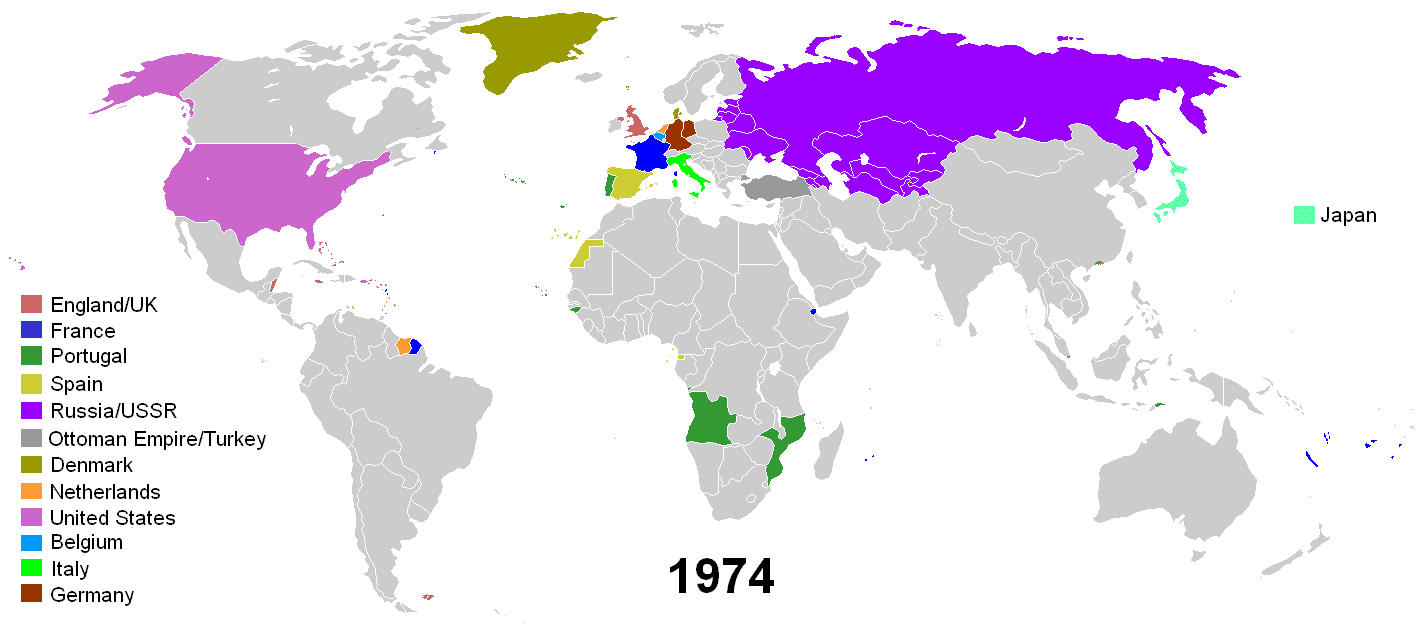 Japan
England/UK
France
Portugal
Spain
Russia/USSR
Ottoman Empire/Turkey
Denmark
Netherlands
United States
Belgium
Italy
Germany
1974